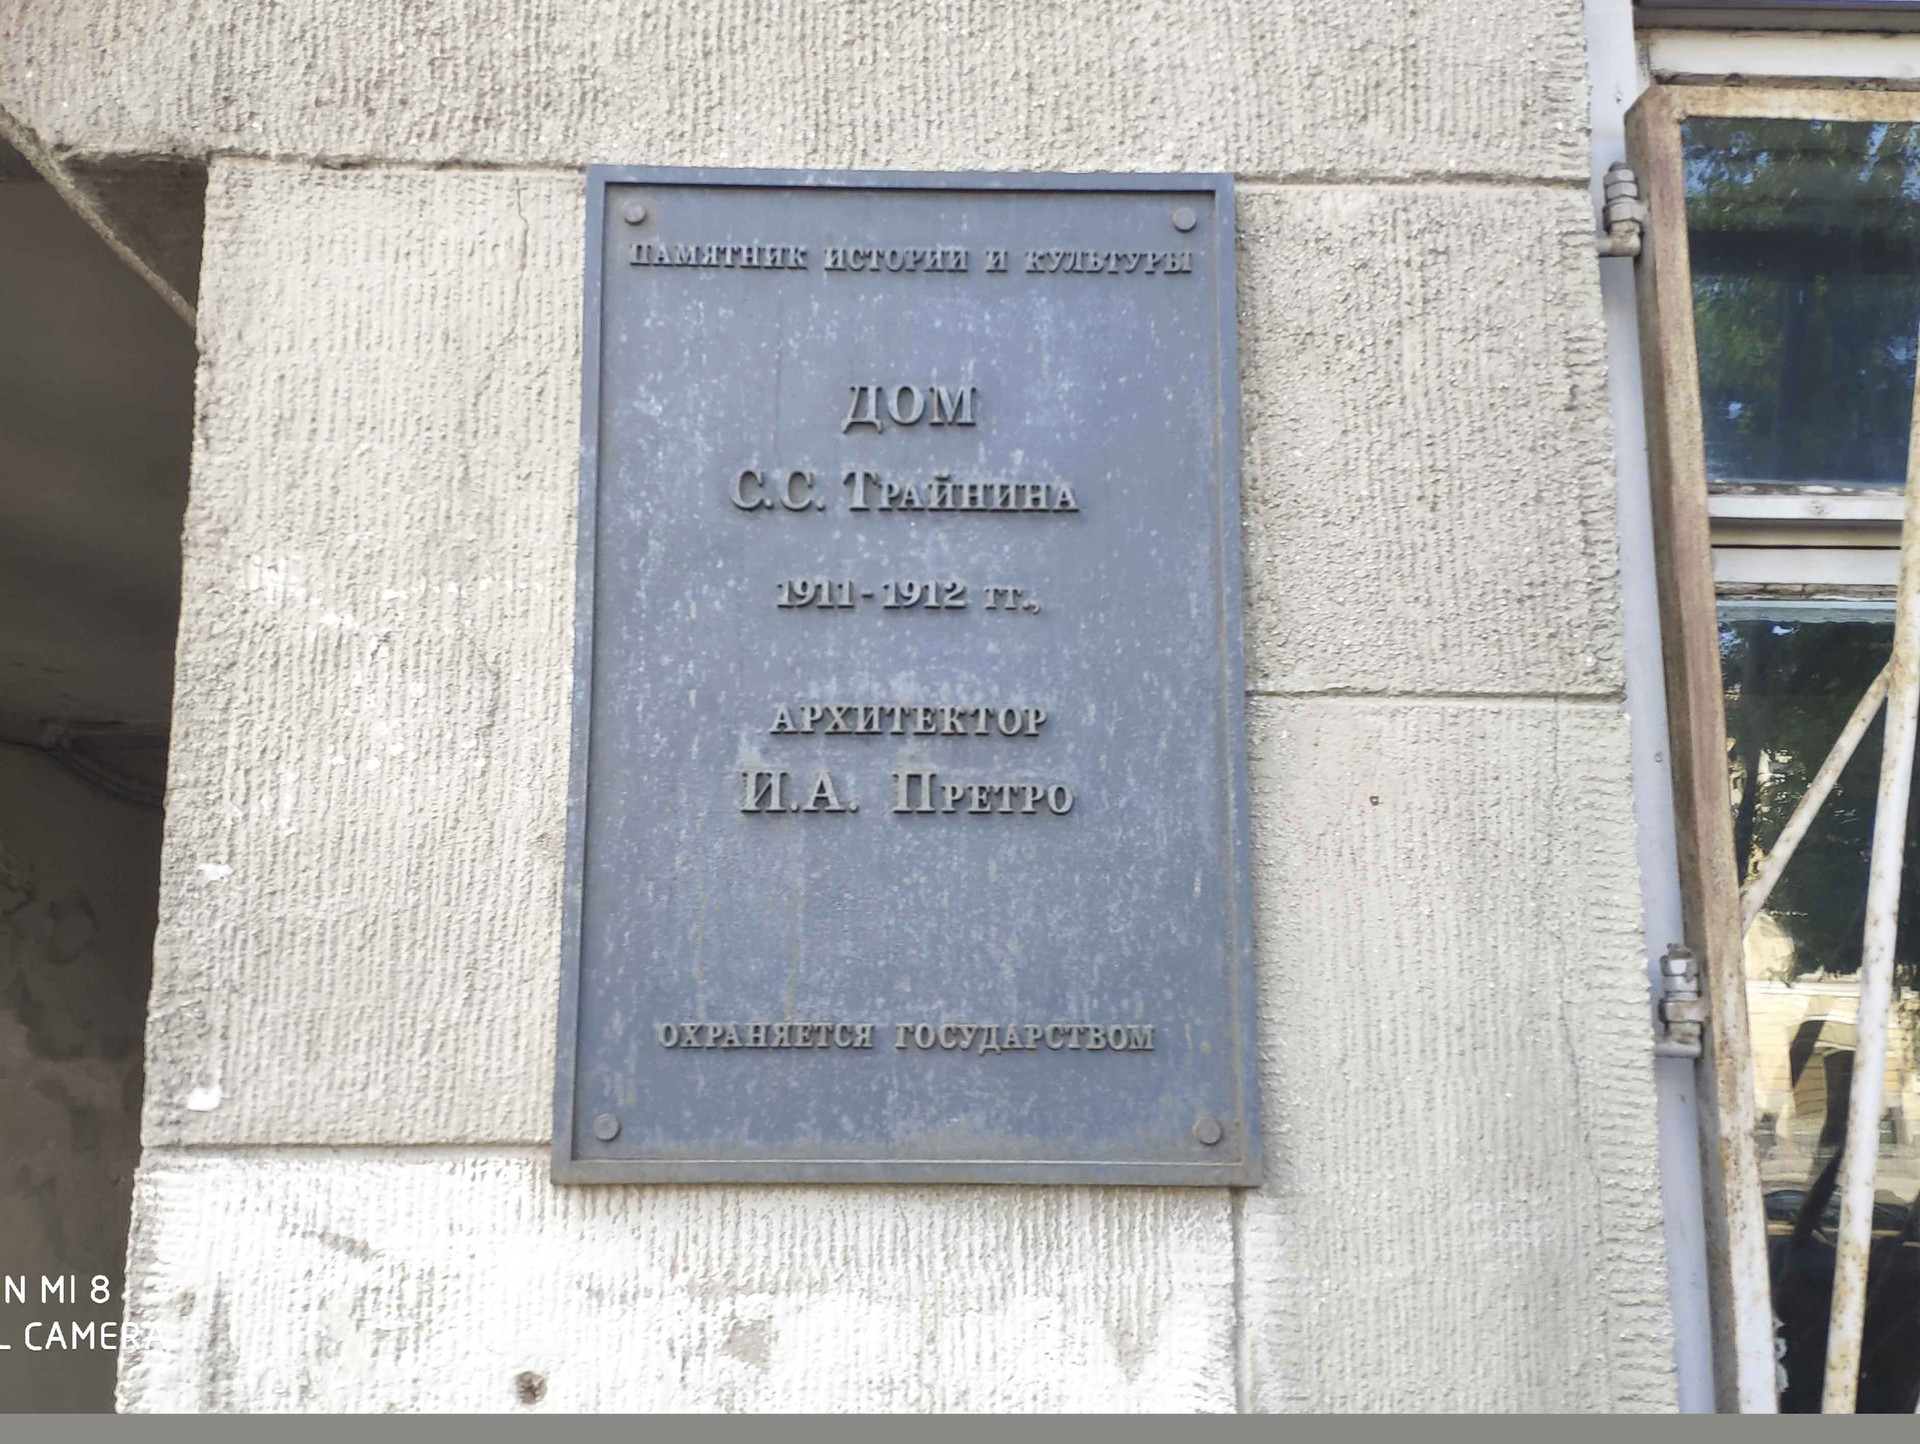 ПАМЯТНИК ИСТОРИИ И КУЛЬТУРЫ
ДОМ
С.С. ТРАЙНИНА
1911-1912 гг.,
АРХИТЕКТОР
И.А. ПРЕТРО
ОХРАНЯЕТСЯ ГОСУДАРСТВОМ
N MI 8
L CAMERA